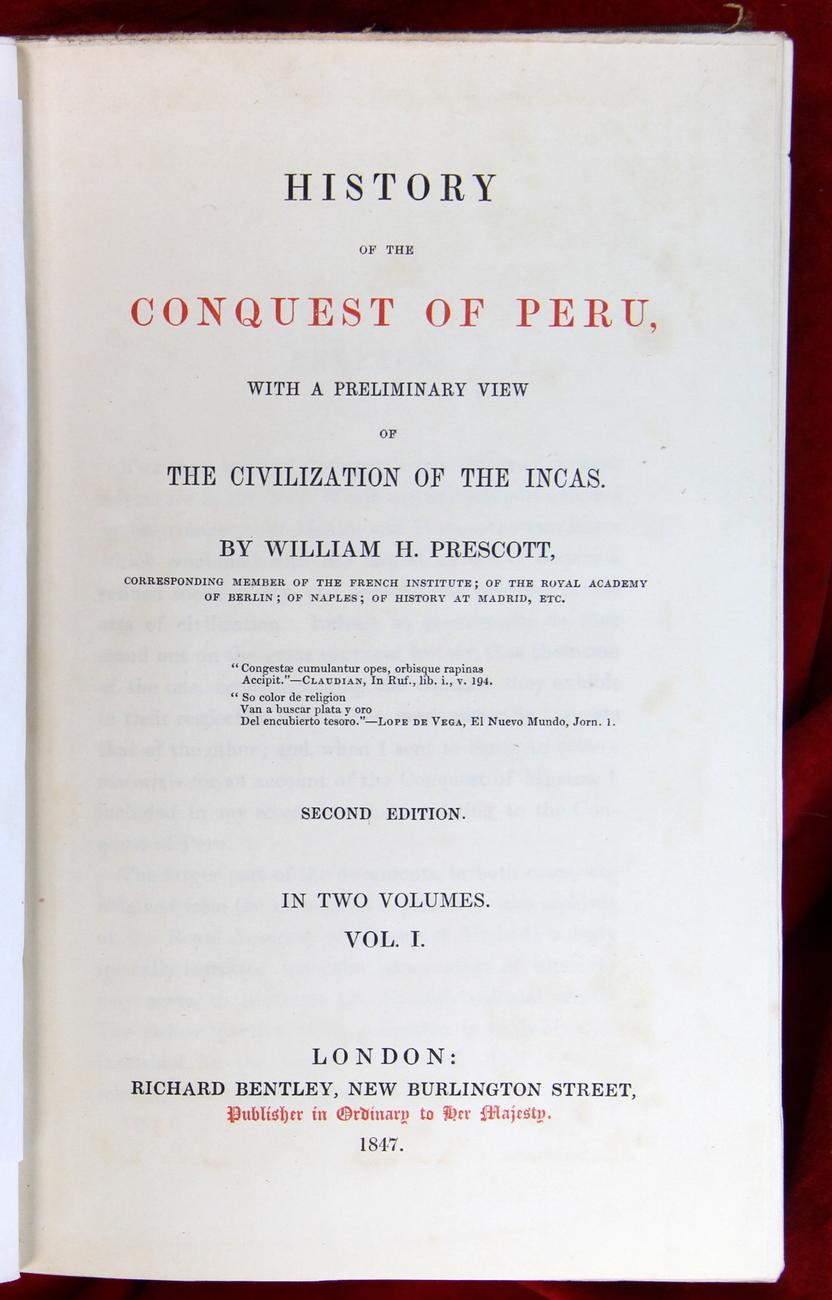 HISTORY
OF THE
CONQUEST OF PERU,
WITH A PRELIMINARY VIEW
OF
THE CIVILIZATION OF THE INCAS.
BY WILLIAM H. PRESCOTT,
CORRESPONDING MEMBER OF THE FRENCH INSTITUTE; OF THE ROYAL ACADEMY
OF BERLIN; OF NAPLES; OF HISTORY AT MADRID, ETC.
“Congestæ cumulantur opes, orbisque rapinas
Accipit.”—CLAUDIAN, In Ruf., lib. i., v. 194.
“So color de religion
Van a buscar plata y oro
Del encubierto tesoro.”—LOPE DE VEGA, El Nuevo Mundo, Jorn. 1.
SECOND EDITION.
IN TWO VOLUMES.
VOL. I.
LONDON:
RICHARD BENTLEY, NEW BURLINGTON STREET,
Publisher in Ordinary to Her Majesty.
1847.